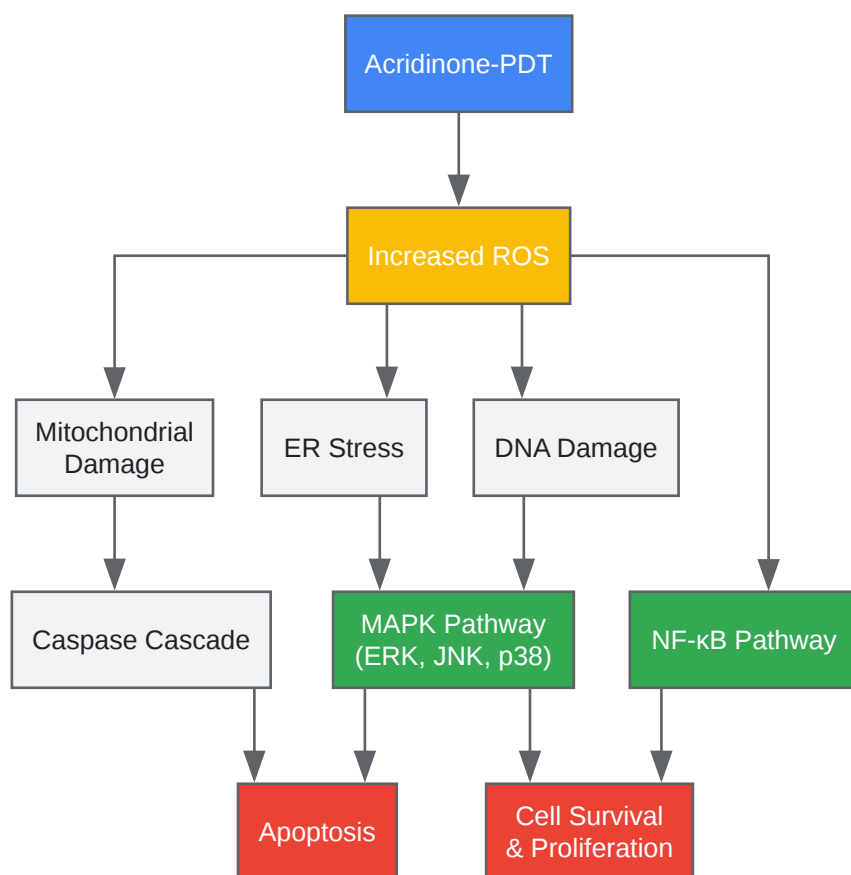 Acridinone-PDT
Increased ROS
Mitochondrial
Damage
ER Stress
DNA Damage
Caspase Cascade
MAPK Pathway
(ERK, JNK, p38)
NF-κB Pathway
Apoptosis
Cell Survival
& Proliferation